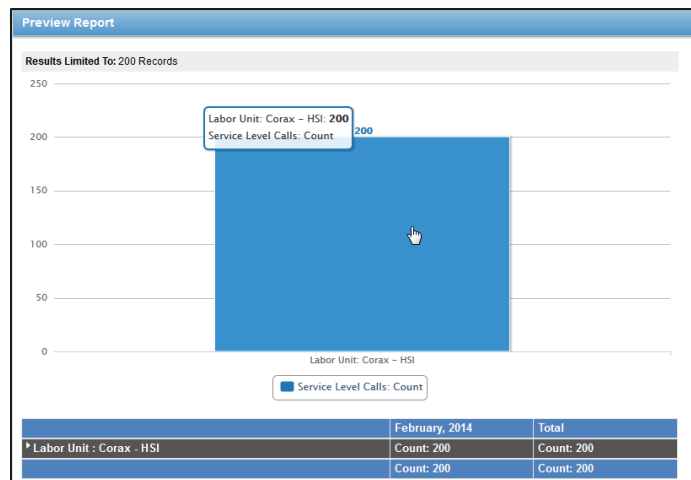 Preview Report
Results Limited To: 200 Records
250
Labor Unit: Corax – HSI: 200
Service Level Calls: Count
200
200
150
100
50
0
Labor Unit: Corax – HSI
Service Level Calls: Count
February, 2014 Total
Labor Unit : Corax - HSI Count: 200 Count: 200
Count: 200 Count: 200